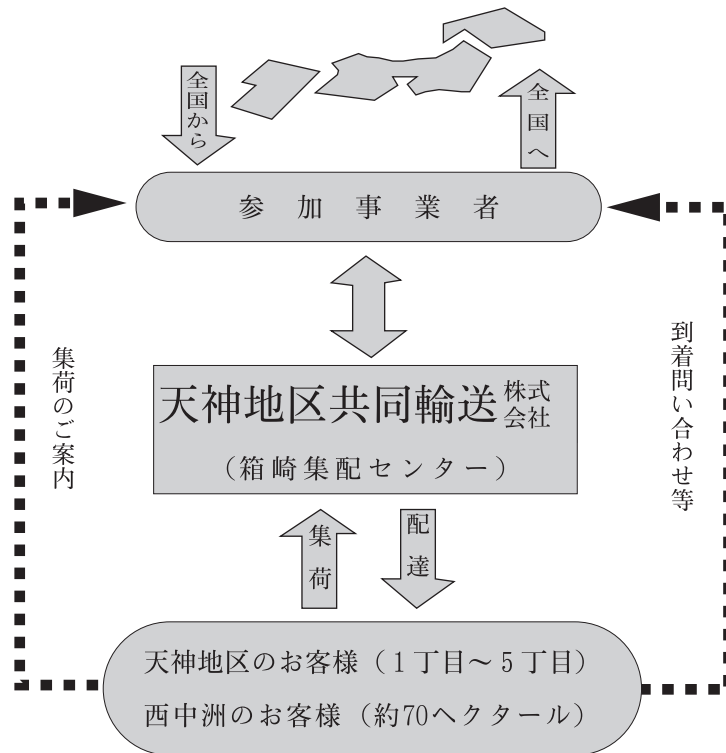 全国から
全国へ
参加事業者
集荷のご案内
到着問い合わせ等
天神地区共同輸送株式会社
（箱崎集配センター）
集荷
配達
天神地区のお客様（１丁目～５丁目）
西中洲のお客様（約70ヘクタール）